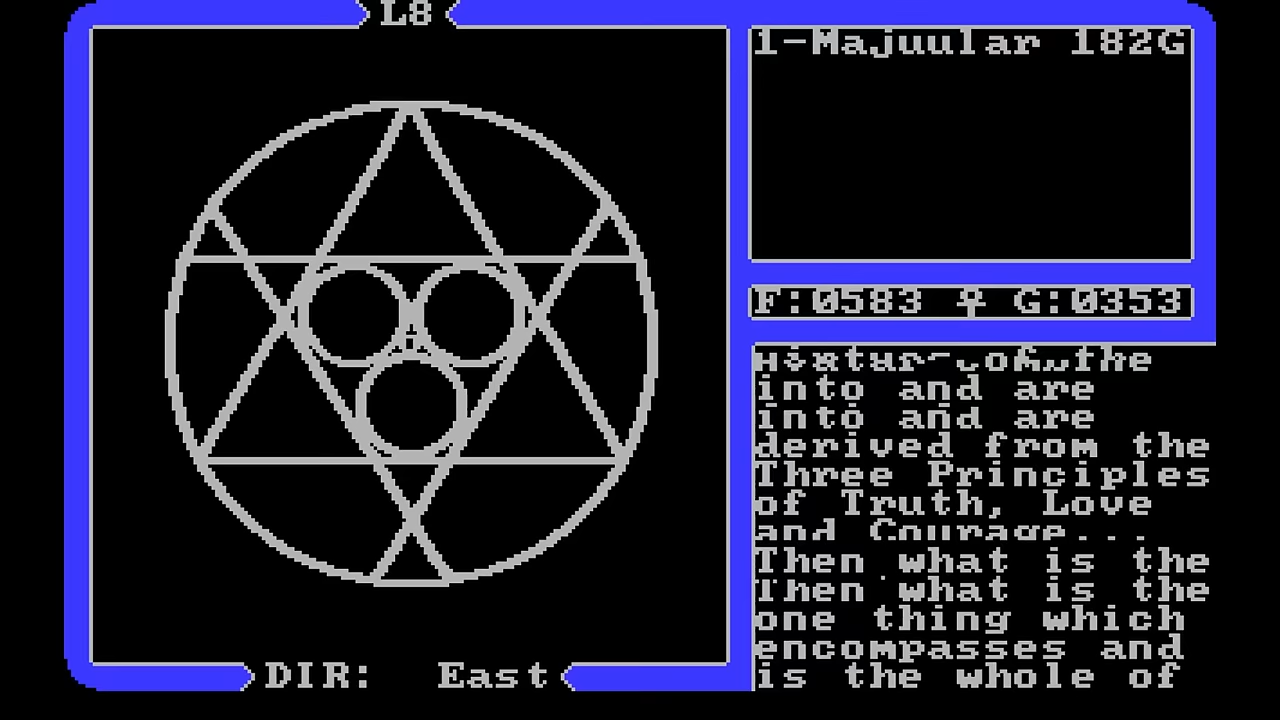 L8
1-Majuular 182G
F:0583 G:0353
the
into and are
into and are
derived from the
Three Principles
of Truth, Love
and Courage...
Then what is the
Then what is the
one thing which
encompasses and
is the whole of
DIR: East